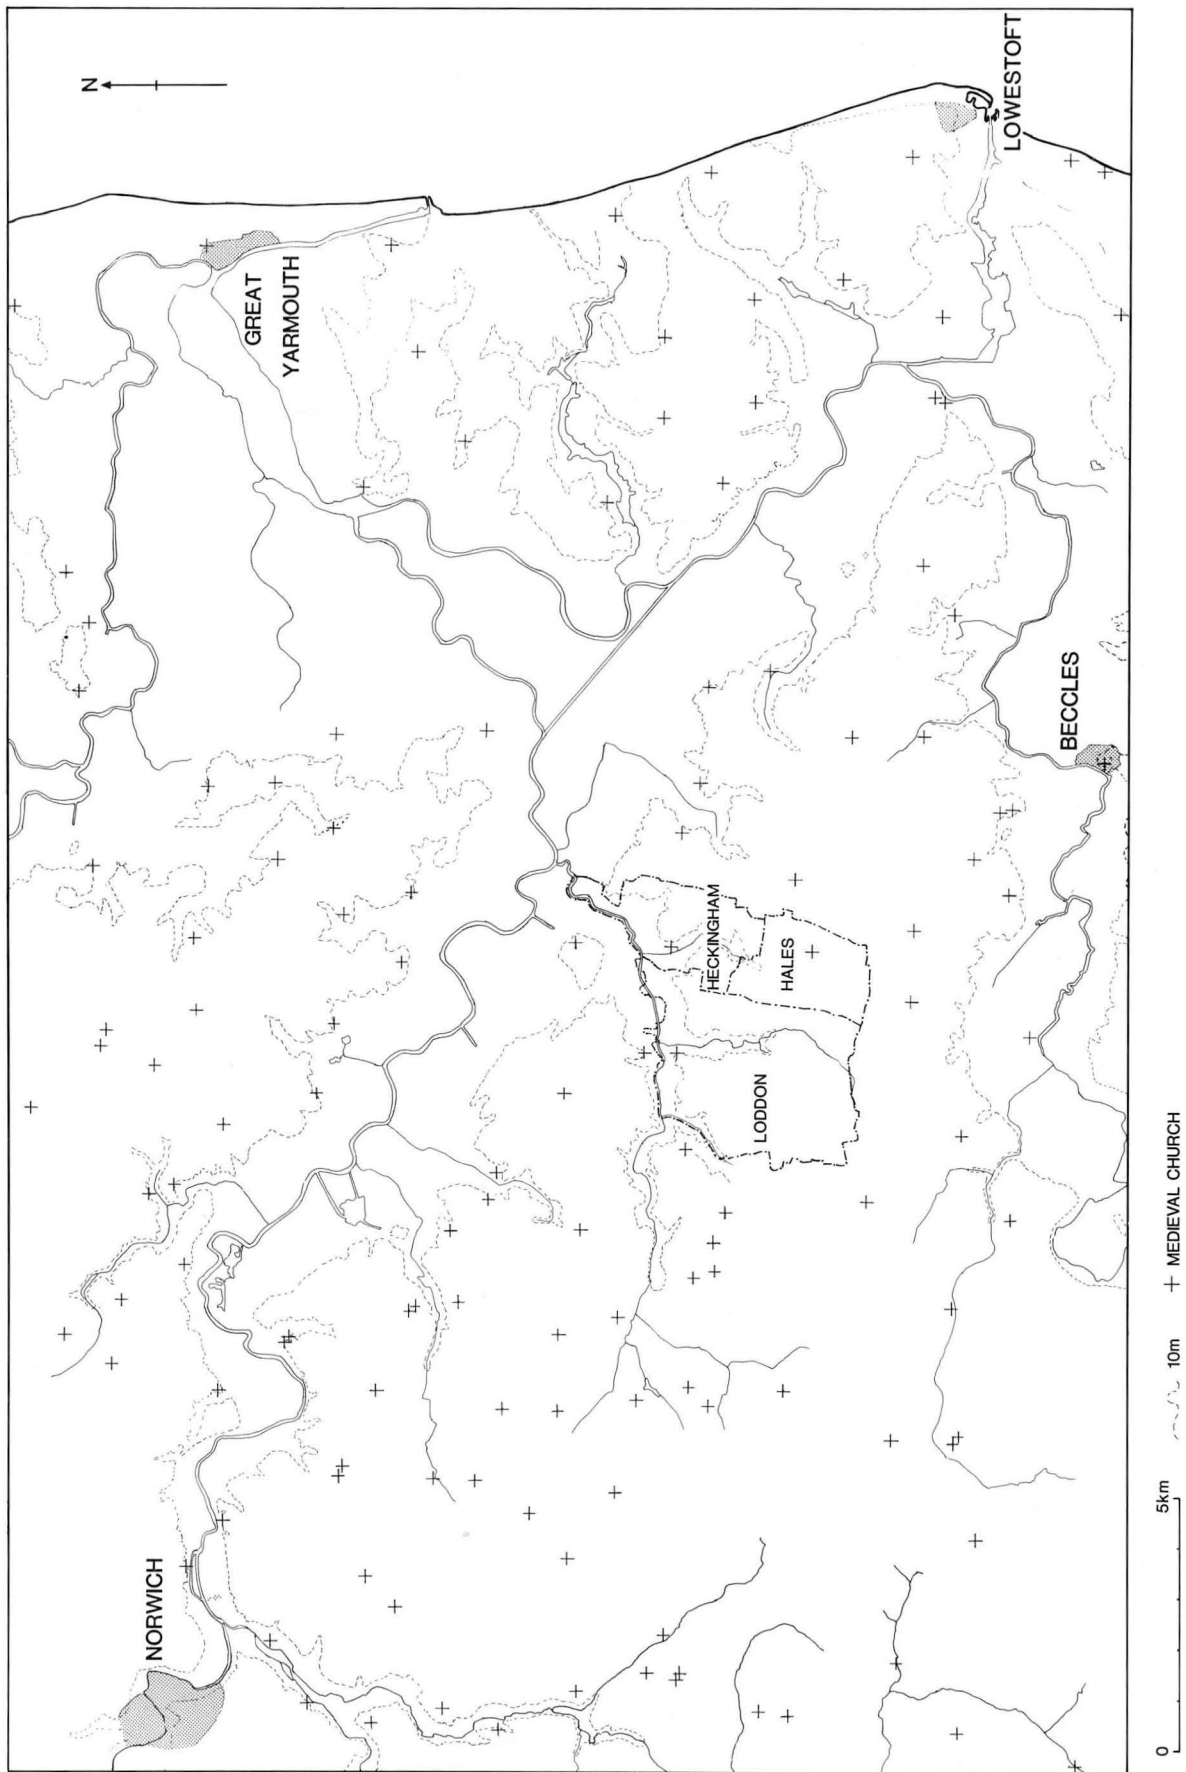 N
NORWICH
GREAT
YARMOUTH
HECKINGHAM
HALES
LODDON
BECCLES
LOWESTOFT
0 5km 10m MEDIEVAL CHURCH